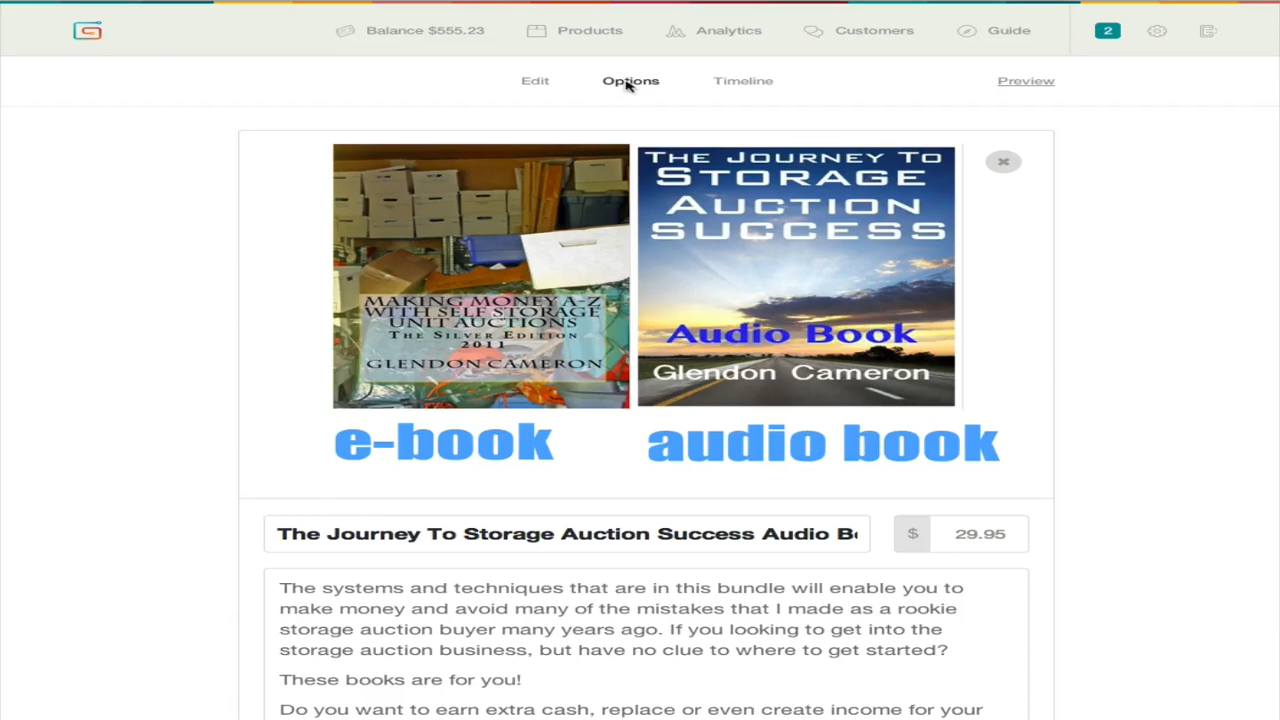 Balance $555.23
Products
Analytics
Customers
Guide
2
Edit
Options
Timeline
Preview
MAKING MONEY A-Z
WITH SELF STORAGE
UNIT AUCTIONS
THE SILVER EDITION
2011
GLENDON CAMERON
THE JOURNEY TO
STORAGE
AUCTION
SUCCESS
Audio Book
Glendon Cameron
e-book
audio book
The Journey To Storage Auction Success Audio Bo
$ 29.95
The systems and techniques that are in this bundle will enable you to
make money and avoid many of the mistakes that I made as a rookie
storage auction buyer many years ago. If you looking to get into the
storage auction business, but have no clue to where to get started?
These books are for you!
Do you want to earn extra cash, replace or even create income for your